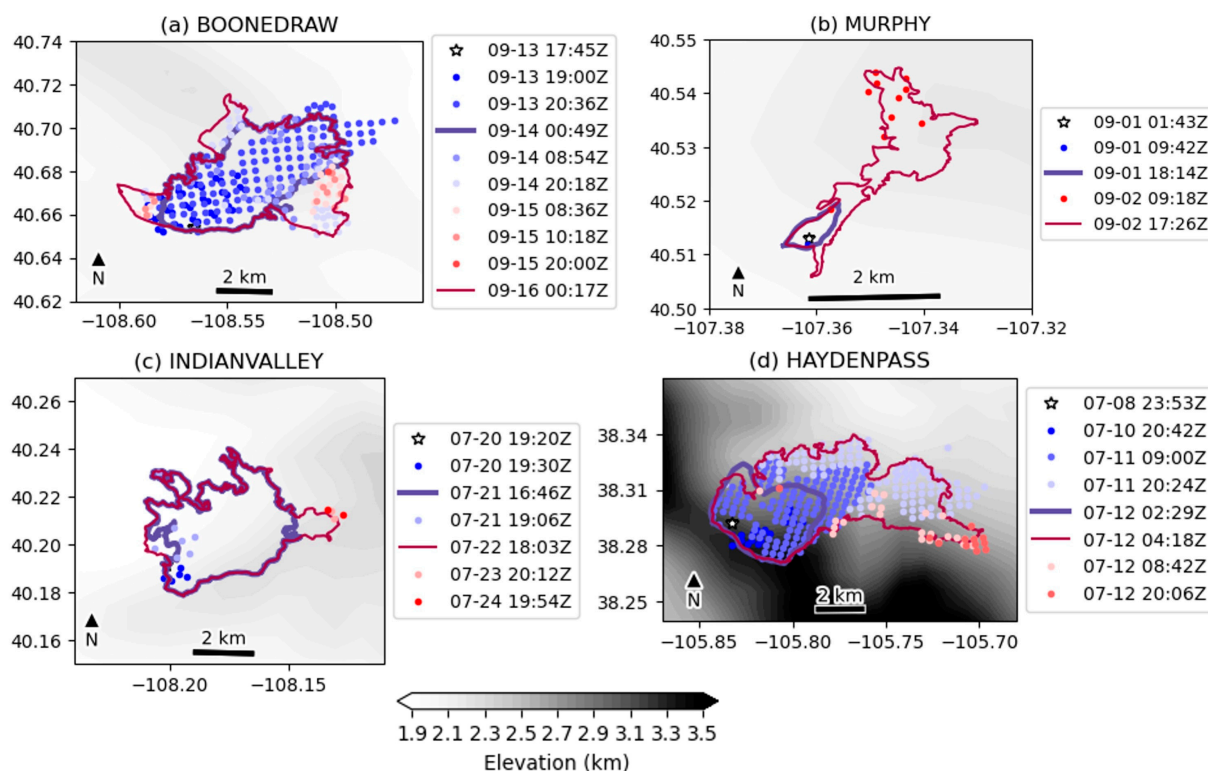 (a) BOONEDRAW
40.74
40.72
40.70
40.68
40.66
40.64
40.62
−108.60
−108.55
−108.50
N
2 km
09-13 17:45Z
09-13 19:00Z
09-13 20:36Z
09-14 00:49Z
09-14 08:54Z
09-14 20:18Z
09-15 08:36Z
09-15 10:18Z
09-15 20:00Z
09-16 00:17Z
(b) MURPHY
40.55
40.54
40.53
40.52
40.51
40.50
−107.38
−107.36
−107.34
−107.32
N
2 km
09-01 01:43Z
09-01 09:42Z
09-01 18:14Z
09-02 09:18Z
09-02 17:26Z
(c) INDIANVALLEY
40.26
40.24
40.22
40.20
40.18
40.16
−108.20
−108.15
N
2 km
07-20 19:20Z
07-20 19:30Z
07-21 16:46Z
07-21 19:06Z
07-22 18:03Z
07-23 20:12Z
07-24 19:54Z
(d) HAYDENPASS
38.34
38.31
38.28
38.25
−105.85
−105.80
−105.75
−105.70
N
2 km
07-08 23:53Z
07-10 20:42Z
07-11 09:00Z
07-11 20:24Z
07-12 02:29Z
07-12 04:18Z
07-12 08:42Z
07-12 20:06Z
1.9 2.1 2.3 2.5 2.7 2.9 3.1 3.3 3.5
Elevation (km)